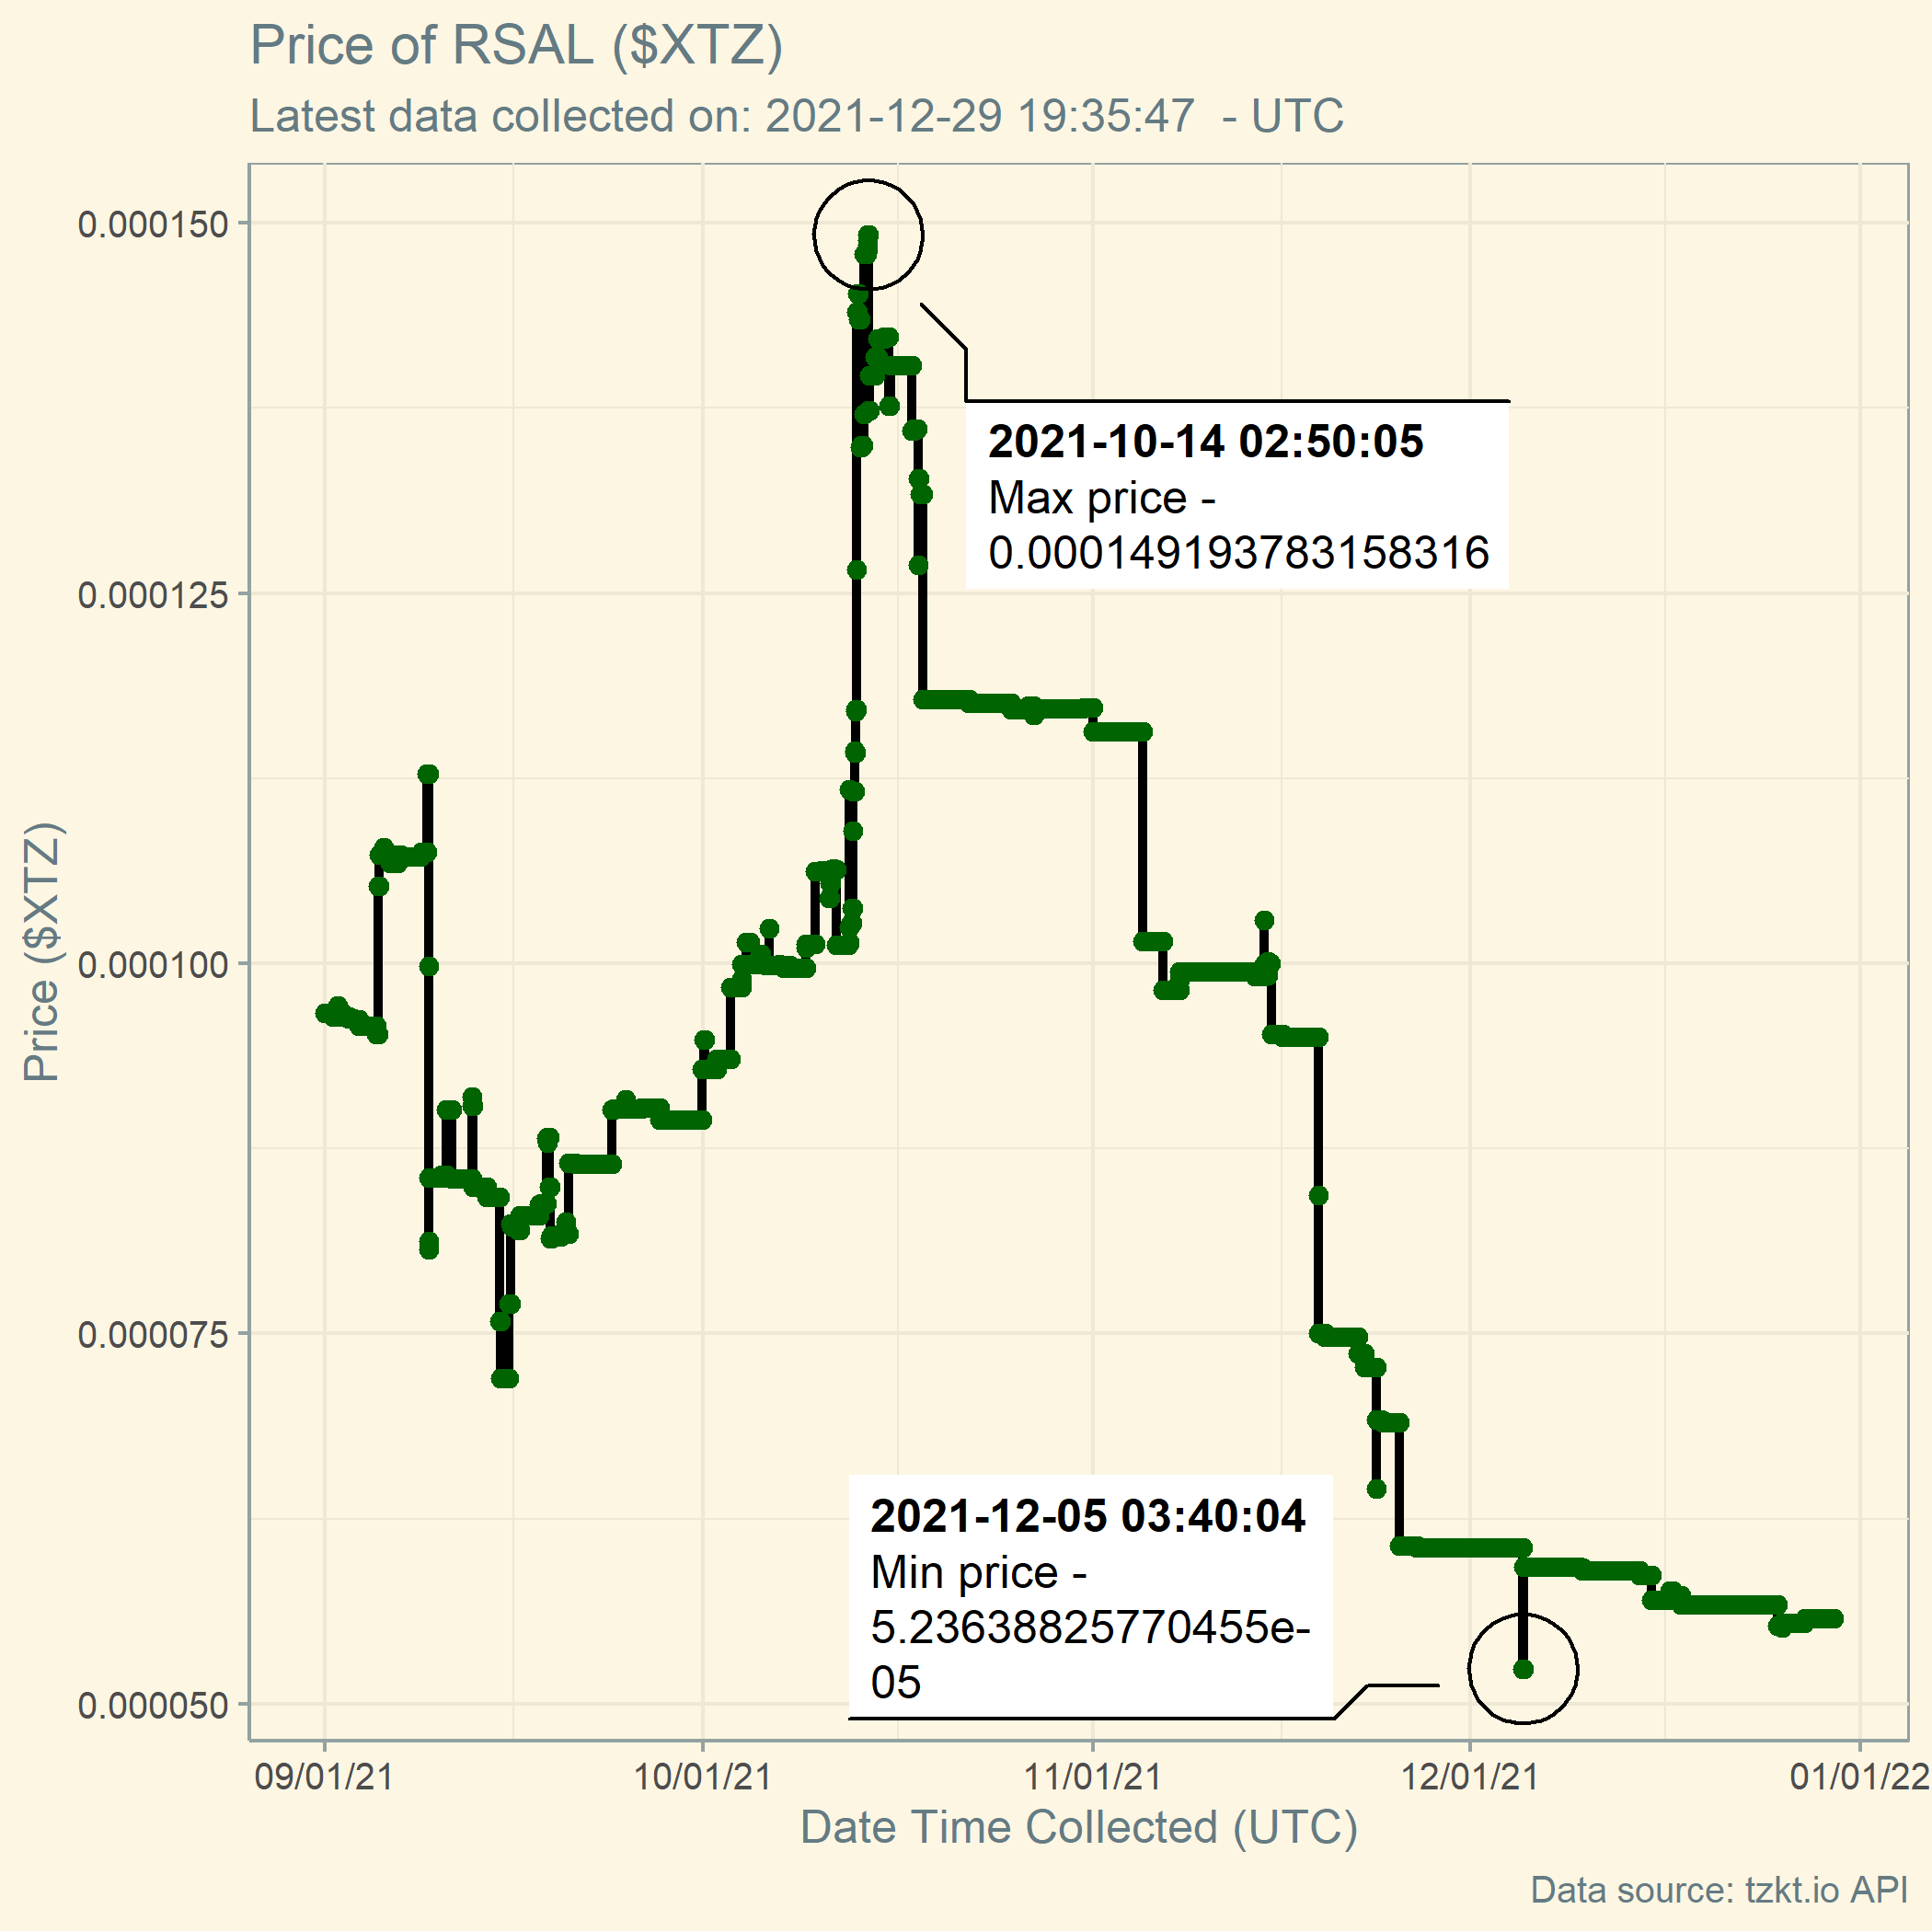 Price of RSAL ($XTZ)
Latest data collected on: 2021-12-29 19:35:47  - UTC
0.000150
0.000125
0.000100
0.000075
0.000050
Price ($XTZ)
2021-10-14 02:50:05
Max price -
0.000149193783158316
2021-12-05 03:40:04
Min price -
5.23638825770455e-
05
09/01/21
10/01/21
11/01/21
12/01/21
01/01/22
Date Time Collected (UTC)
Data source: tzkt.io API